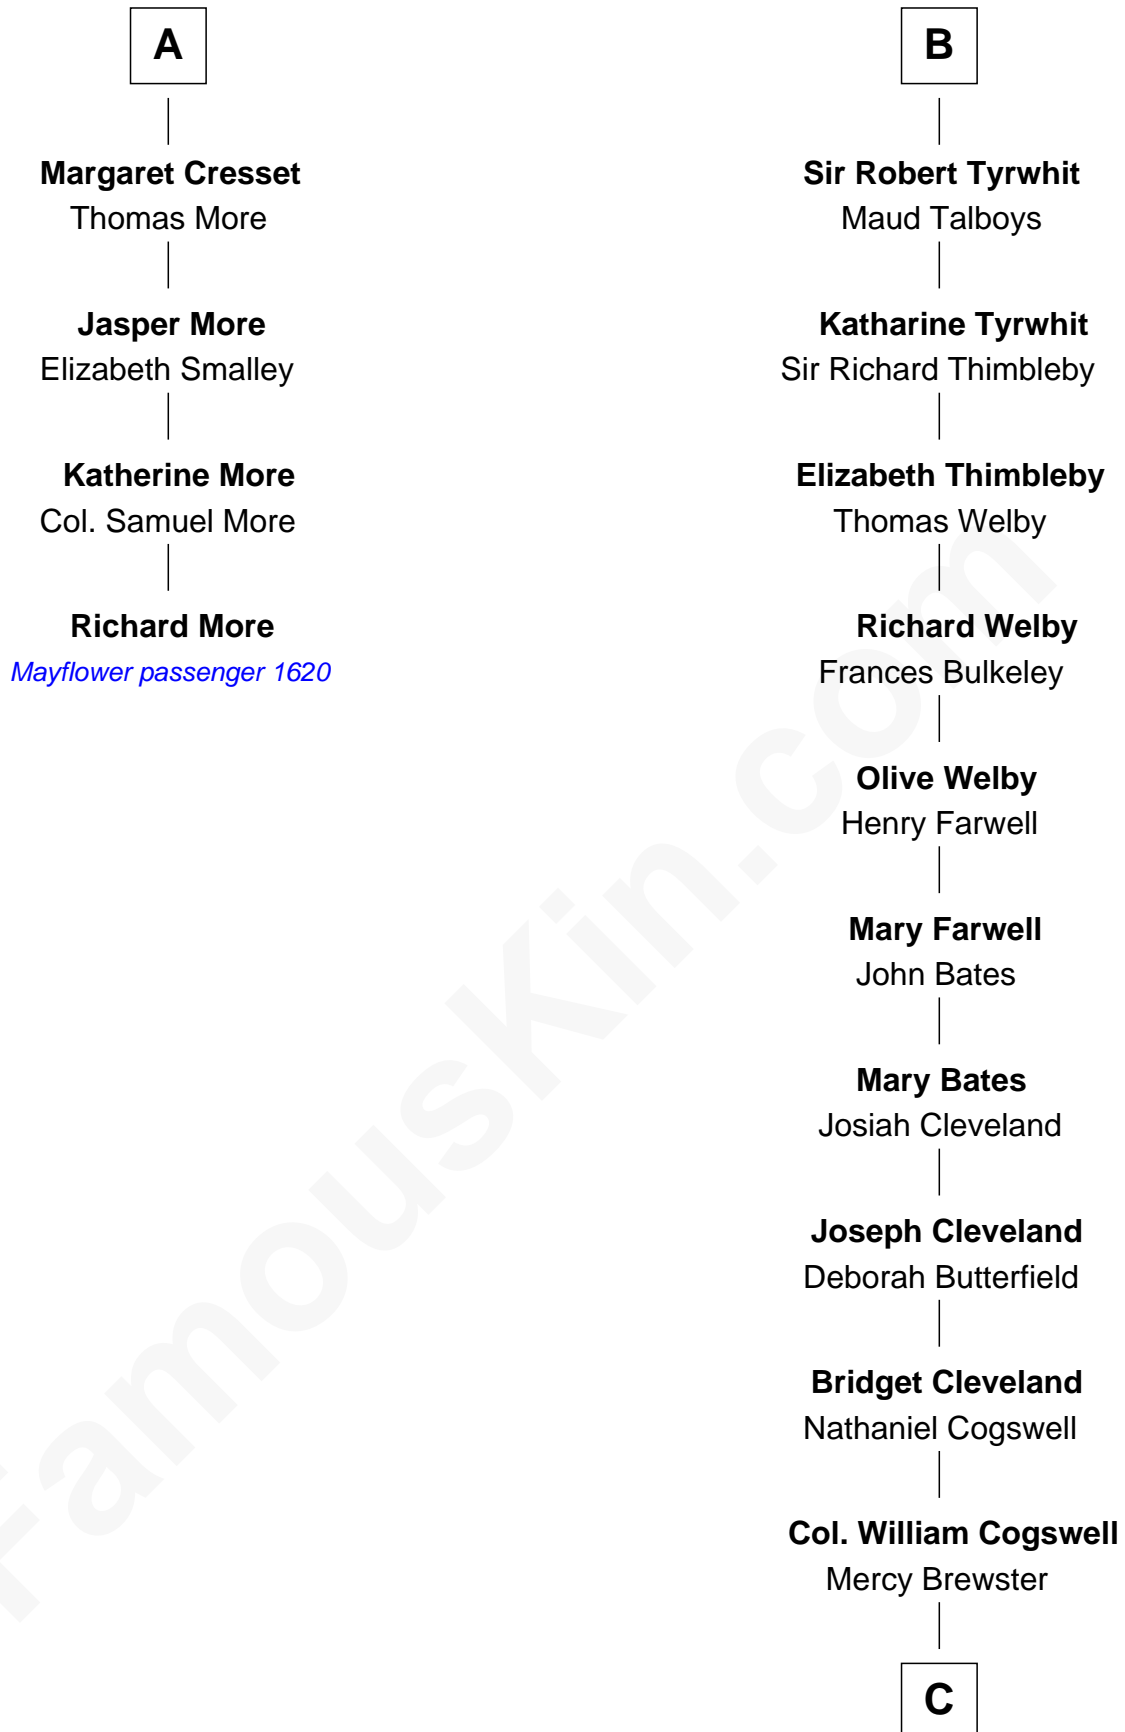 A
Margaret Cresset
Thomas More
Jasper More
Elizabeth Smalley
Katherine More
Col. Samuel More
Richard More
Mayflower passenger 1620
B
Sir Robert Tyrwhit
Maud Talboys
Katharine Tyrwhit
Sir Richard Thimbleby
Elizabeth Thimbleby
Thomas Welby
Richard Welby
Frances Bulkeley
Olive Welby
Henry Farwell
Mary Farwell
John Bates
Mary Bates
Josiah Cleveland
Joseph Cleveland
Deborah Butterfield
Bridget Cleveland
Nathaniel Cogswell
Col. William Cogswell
Mercy Brewster
C
FamousKin.com